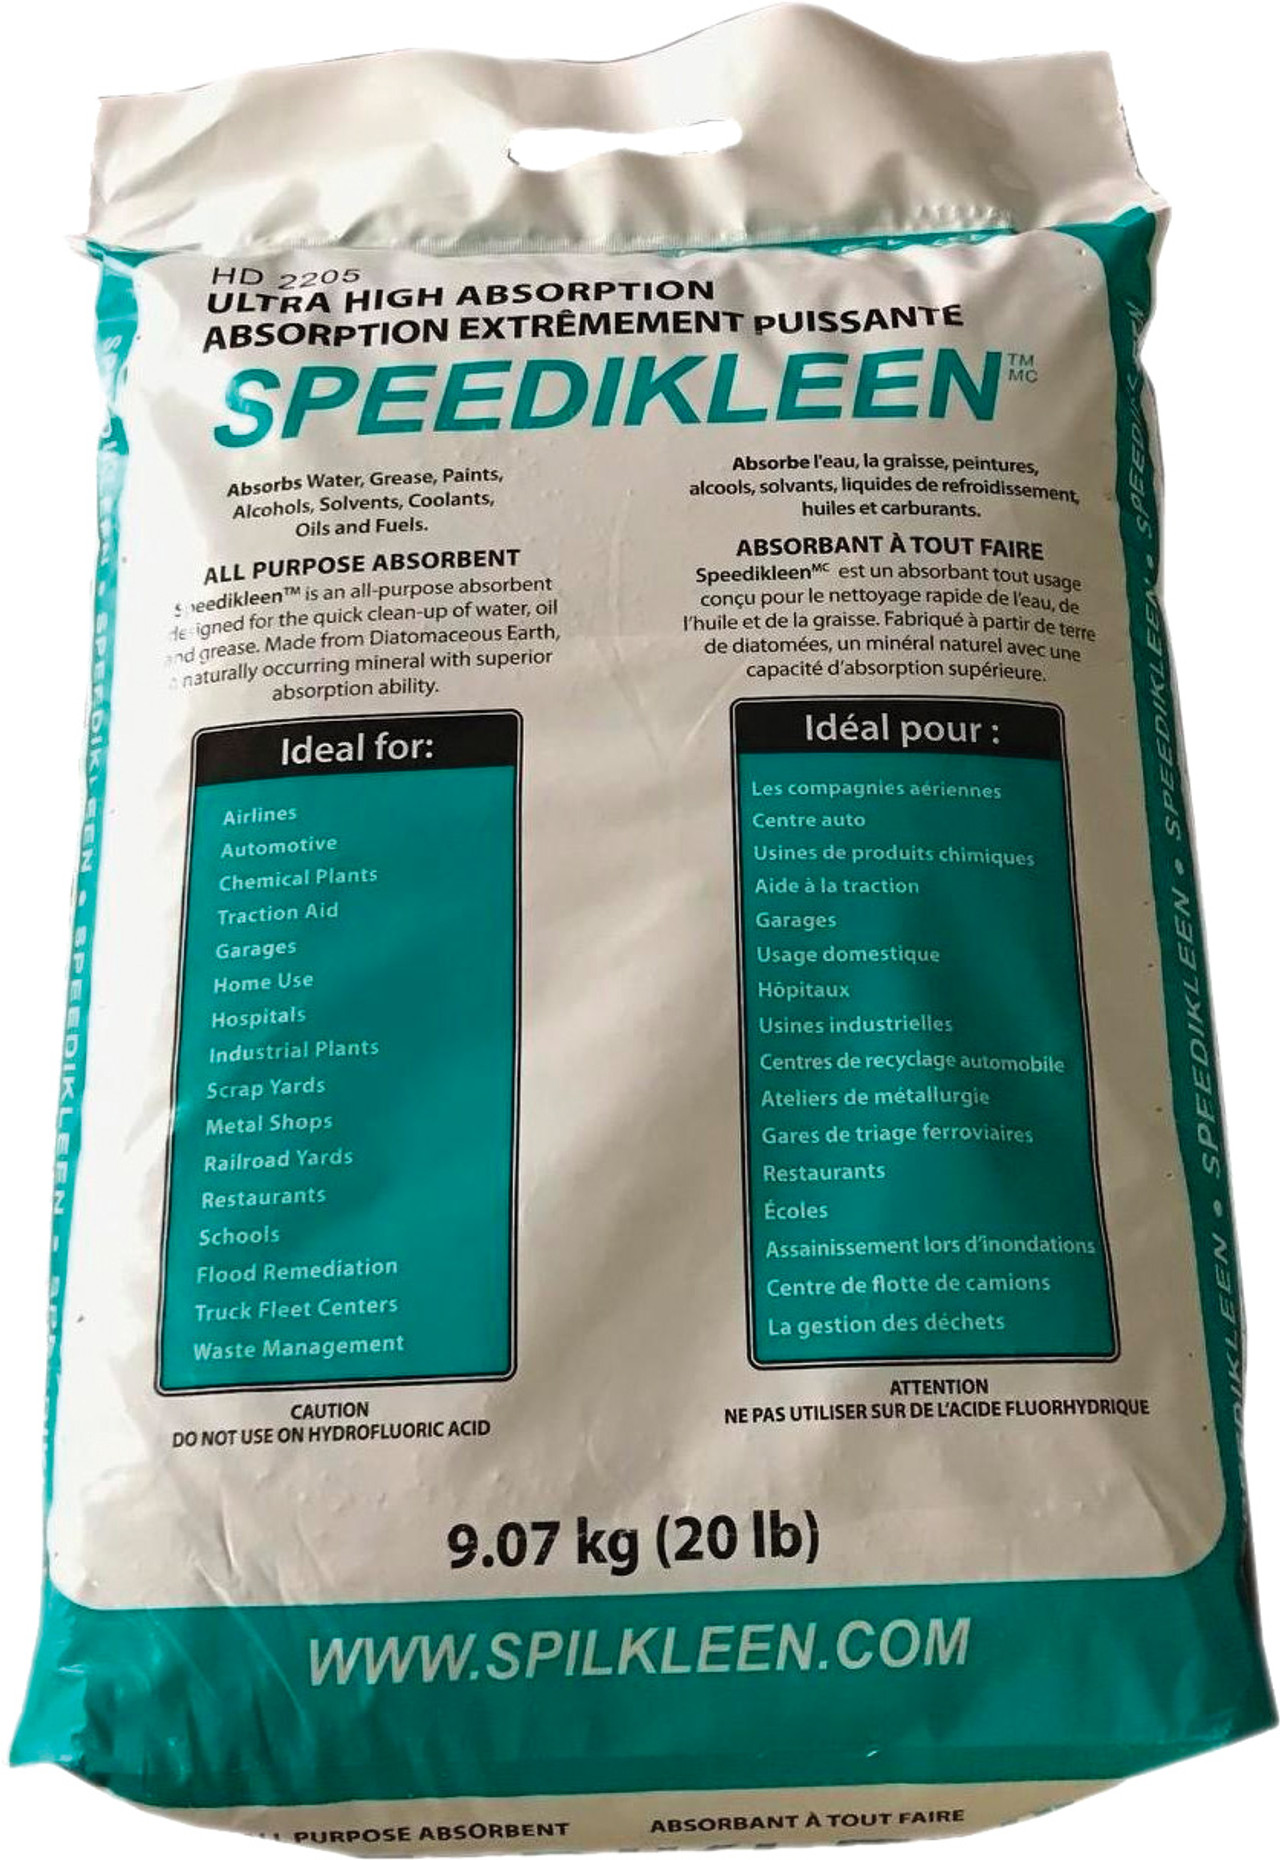 HD 2205
ULTRA HIGH ABSORPTION
ABSORPTION EXTRÊMEMENT PUISSANTE
SPEEDIKLEEN™ MC
Absorbs Water, Grease, Paints,
Alcohols, Solvents, Coolants,
Oils and Fuels.
ALL PURPOSE ABSORBENT
Speedikleen™ is an all-purpose absorbent
designed for the quick clean-up of water, oil
and grease. Made from Diatomaceous Earth,
a naturally occurring mineral with superior
absorption ability.
Ideal for:
Airlines
Automotive
Chemical Plants
Traction Aid
Garages
Home Use
Hospitals
Industrial Plants
Scrap Yards
Metal Shops
Railroad Yards
Restaurants
Schools
Flood Remediation
Truck Fleet Centers
Waste Management
CAUTION
DO NOT USE ON HYDROFLUORIC ACID
Absorbe l'eau, la graisse, peintures,
alcools, solvants, liquides de refroidissement,
huiles et carburants.
ABSORBANT À TOUT FAIRE
Speedikleen MC est un absorbant tout usage
conçu pour le nettoyage rapide de l'eau, de
l'huile et de la graisse. Fabriqué à partir de terre
de diatomées, un minéral naturel avec une
capacité d'absorption supérieure.
Idéal pour :
Les compagnies aériennes
Centre auto
Usines de produits chimiques
Aide à la traction
Garages
Usage domestique
Hôpitaux
Usines industrielles
Centres de recyclage automobile
Ateliers de métallurgie
Gares de triage ferroviaires
Restaurants
Écoles
Assainissement lors d'inondations
Centre de flotte de camions
La gestion des déchets
ATTENTION
NE PAS UTILISER SUR DE L'ACIDE FLUORHYDRIQUE
9.07 kg (20 lb)
WWW.SPILKLEEN.COM
PURPOSE ABSORBENT
ABSORBANT À TOUT FAIRE
SPEEDIKLEEN • SPEEDIKLEEN • SPEEDIKLEEN
SPEEDIKLEEN • SPEEDIKLEEN • SPEEDIKLEEN • SPEEDIKLEEN